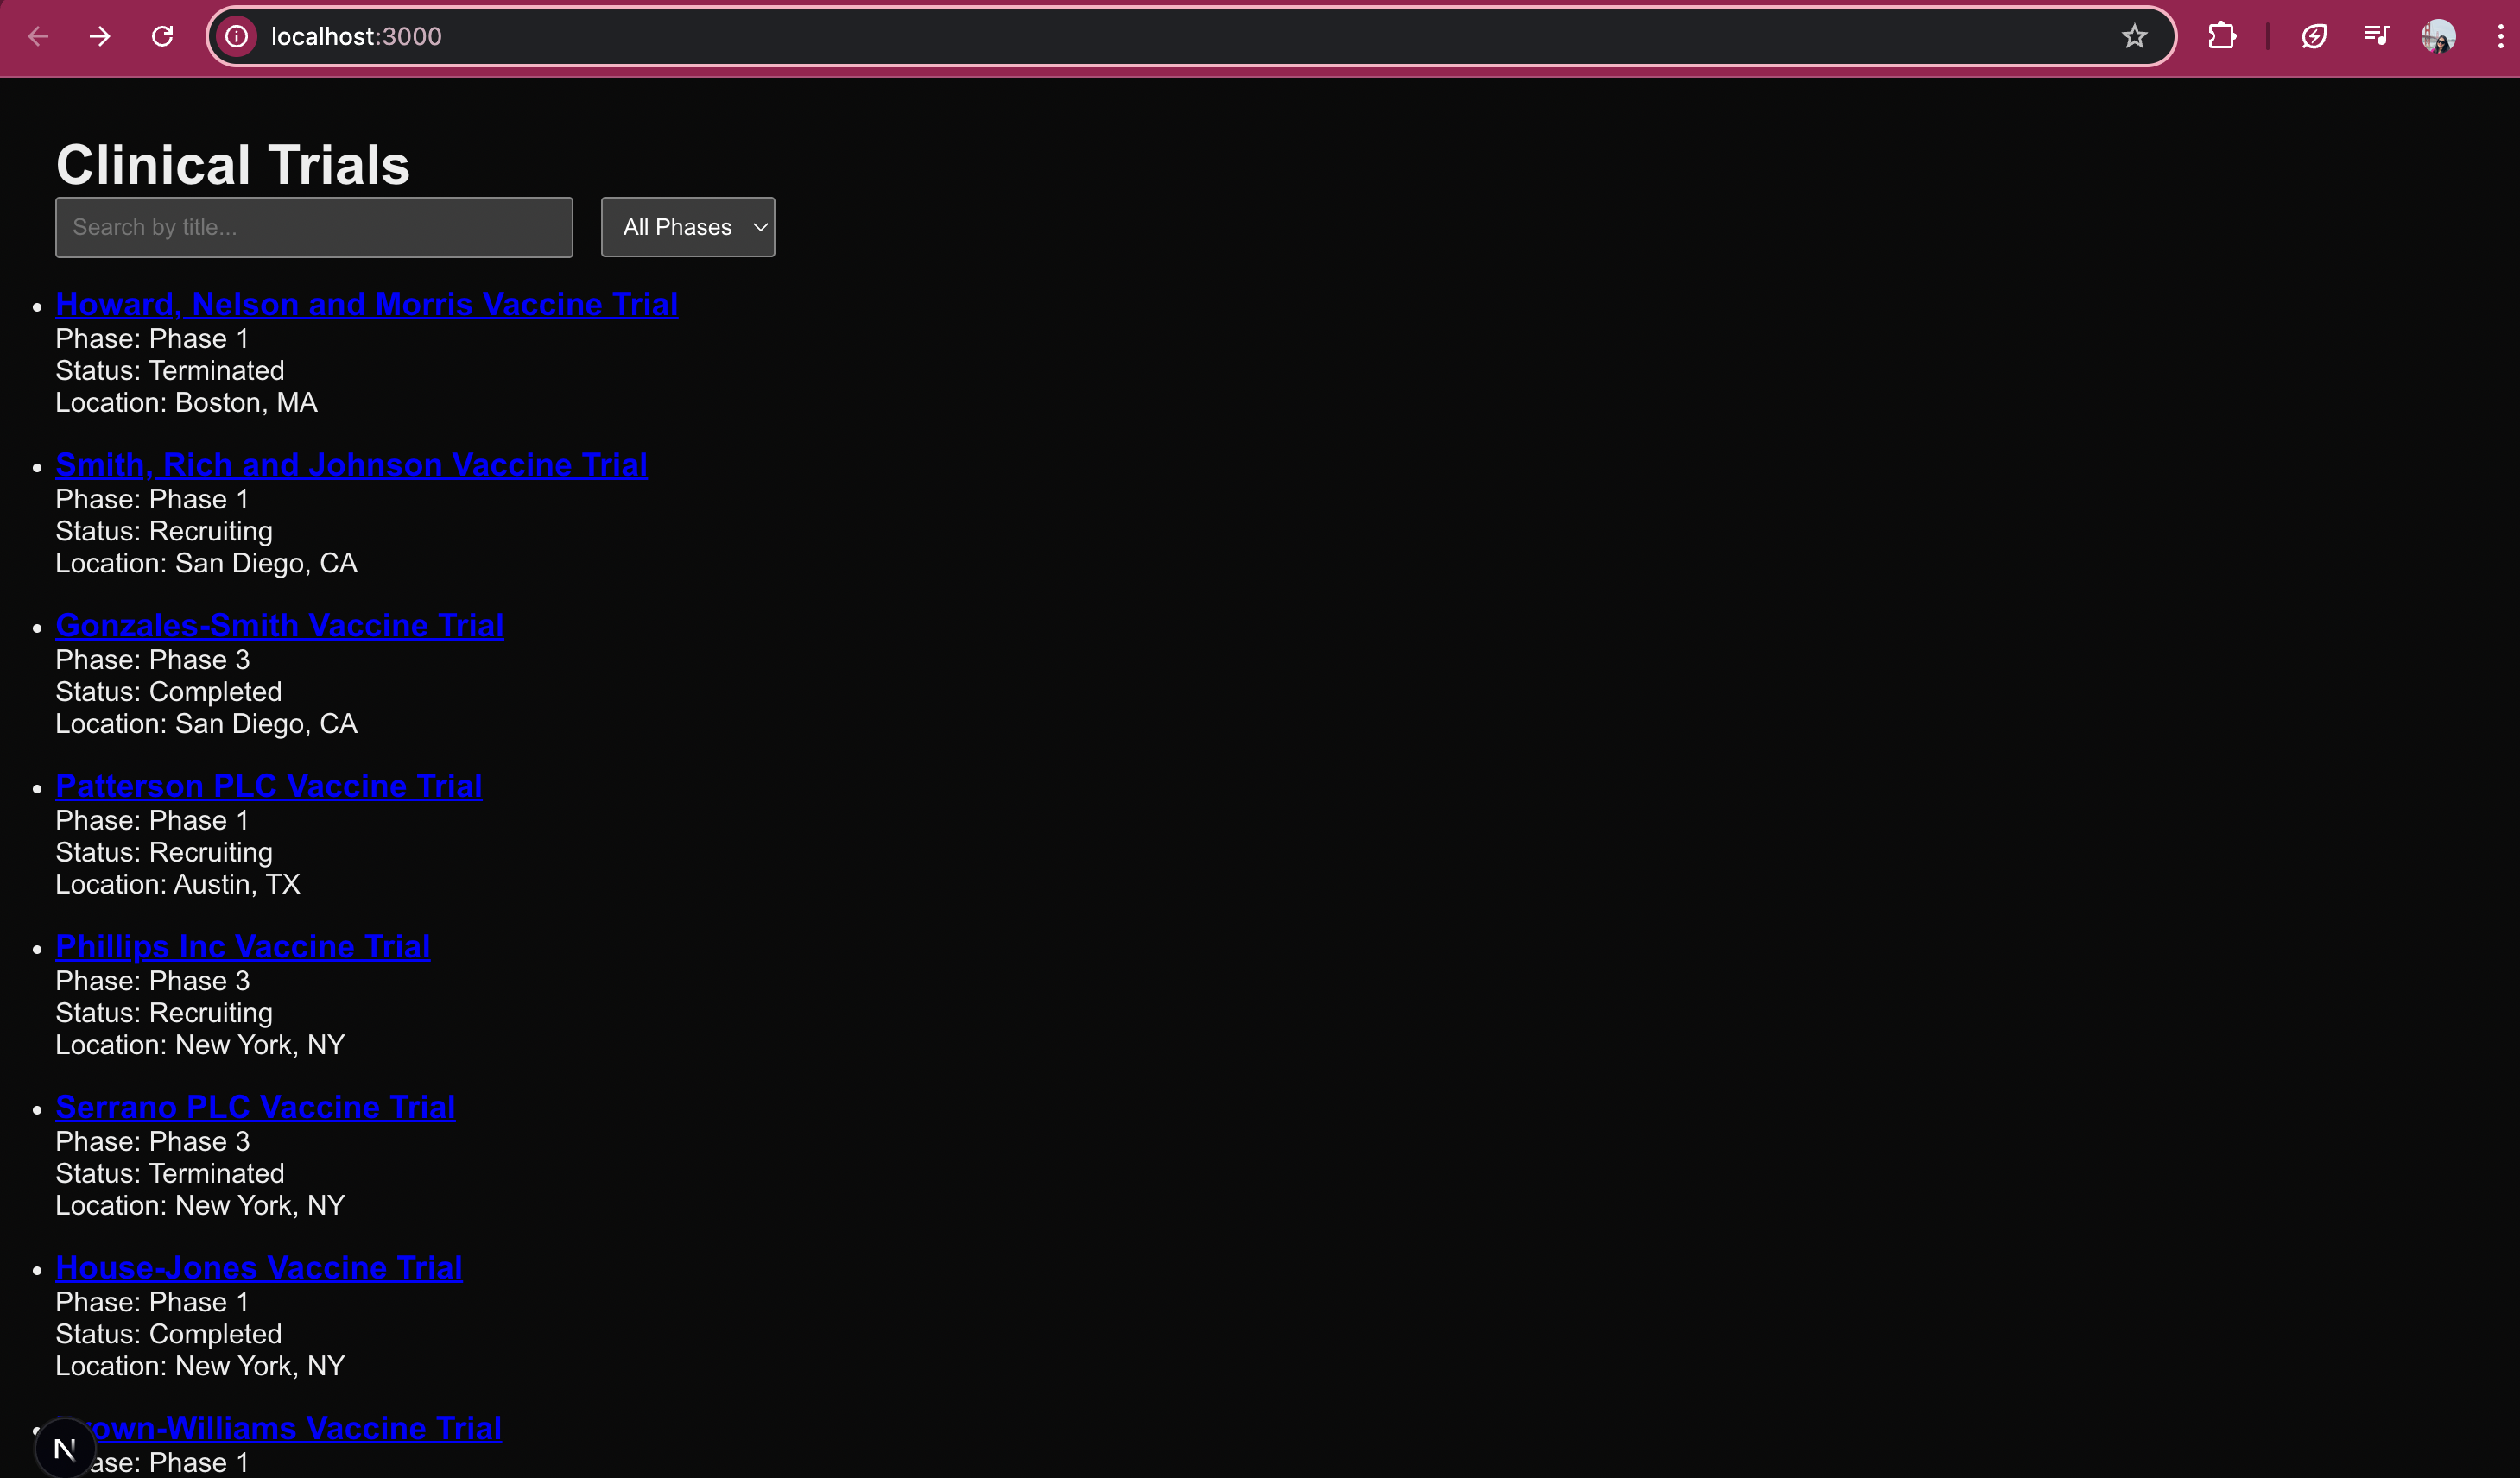 localhost:3000
Clinical Trials
Search by title...
All Phases
Howard, Nelson and Morris Vaccine Trial
Phase: Phase 1
Status: Terminated
Location: Boston, MA
Smith, Rich and Johnson Vaccine Trial
Phase: Phase 1
Status: Recruiting
Location: San Diego, CA
Gonzales-Smith Vaccine Trial
Phase: Phase 3
Status: Completed
Location: San Diego, CA
Patterson PLC Vaccine Trial
Phase: Phase 1
Status: Recruiting
Location: Austin, TX
Phillips Inc Vaccine Trial
Phase: Phase 3
Status: Recruiting
Location: New York, NY
Serrano PLC Vaccine Trial
Phase: Phase 3
Status: Terminated
Location: New York, NY
House-Jones Vaccine Trial
Phase: Phase 1
Status: Completed
Location: New York, NY
own-Williams Vaccine Trial
N
ase: Phase 1